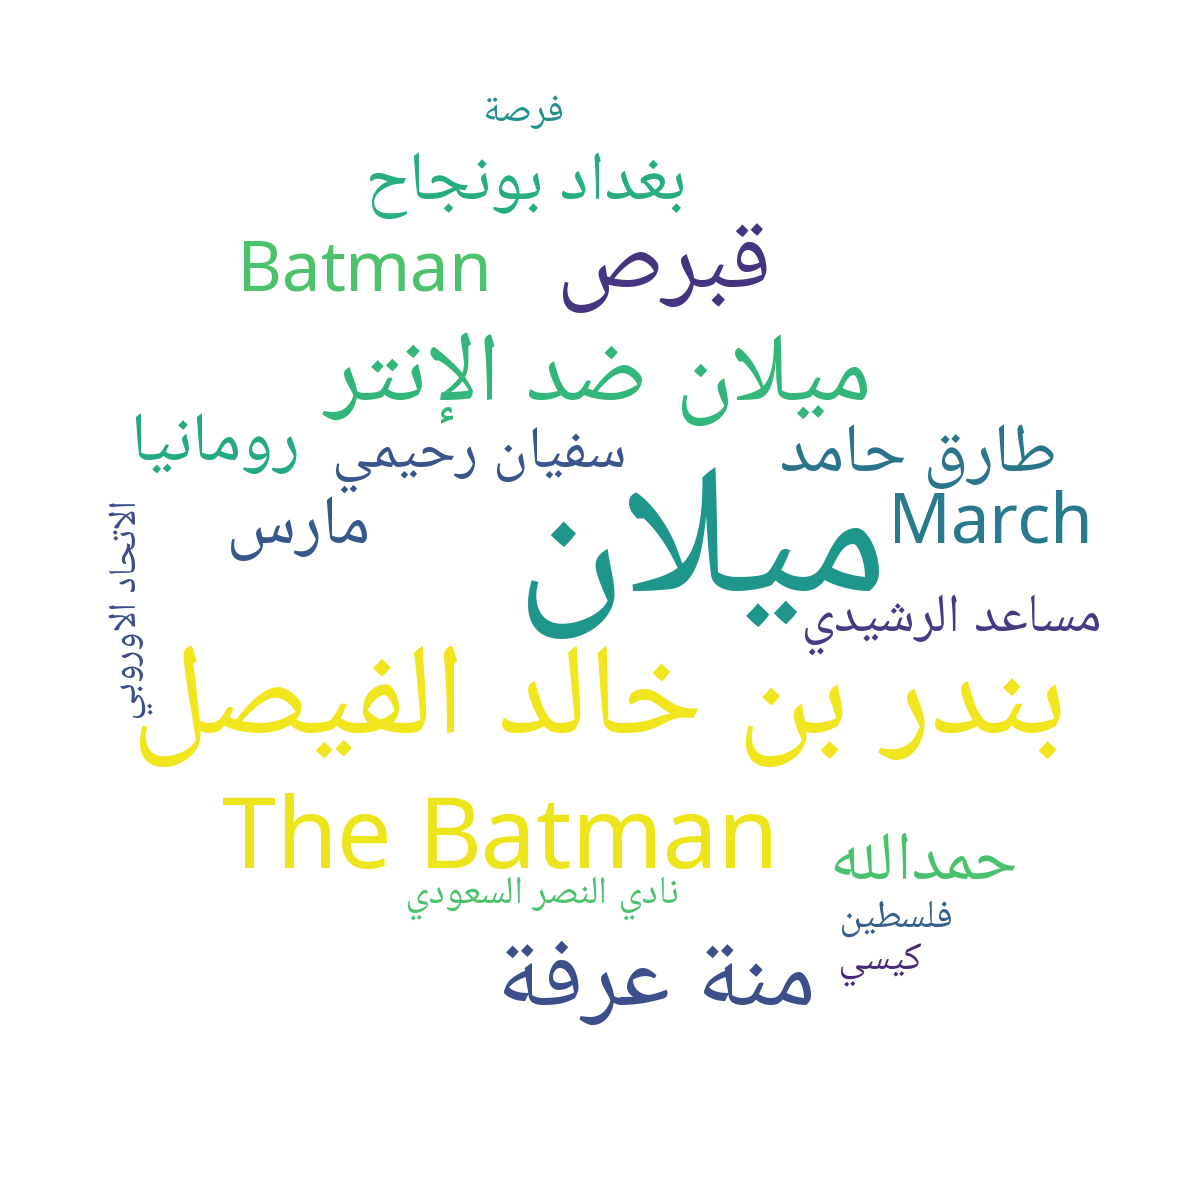 فرصة
بغداد بونجاح
Batman
قبرص
ميلان ضد الإنتر
رومانيا
سفيان رحيمي
طارق حامد
مارس
ميلان
March
الاتحاد الاوروبي
مساعد الرشيدي
بندر بن خالد الفيصل
The Batman
حمدالله
نادي النصر السعودي
فلسطين
كيسي
منة عرفة